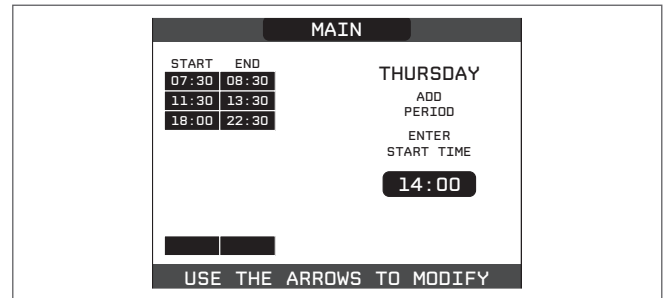 MAIN
START END
07:30 08:30
11:30 13:30
18:00 22:30
THURSDAY
ADD
PERIOD
ENTER
START TIME
14:00
USE THE ARROWS TO MODIFY